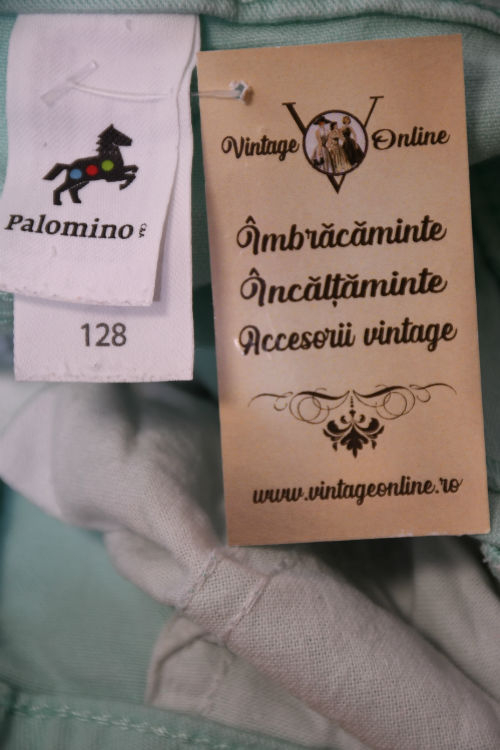 Palomino
128
Vintage V Online
Îmbrăcăminte
Încălțăminte
Accesorii vintage
www.vintageonline.ro